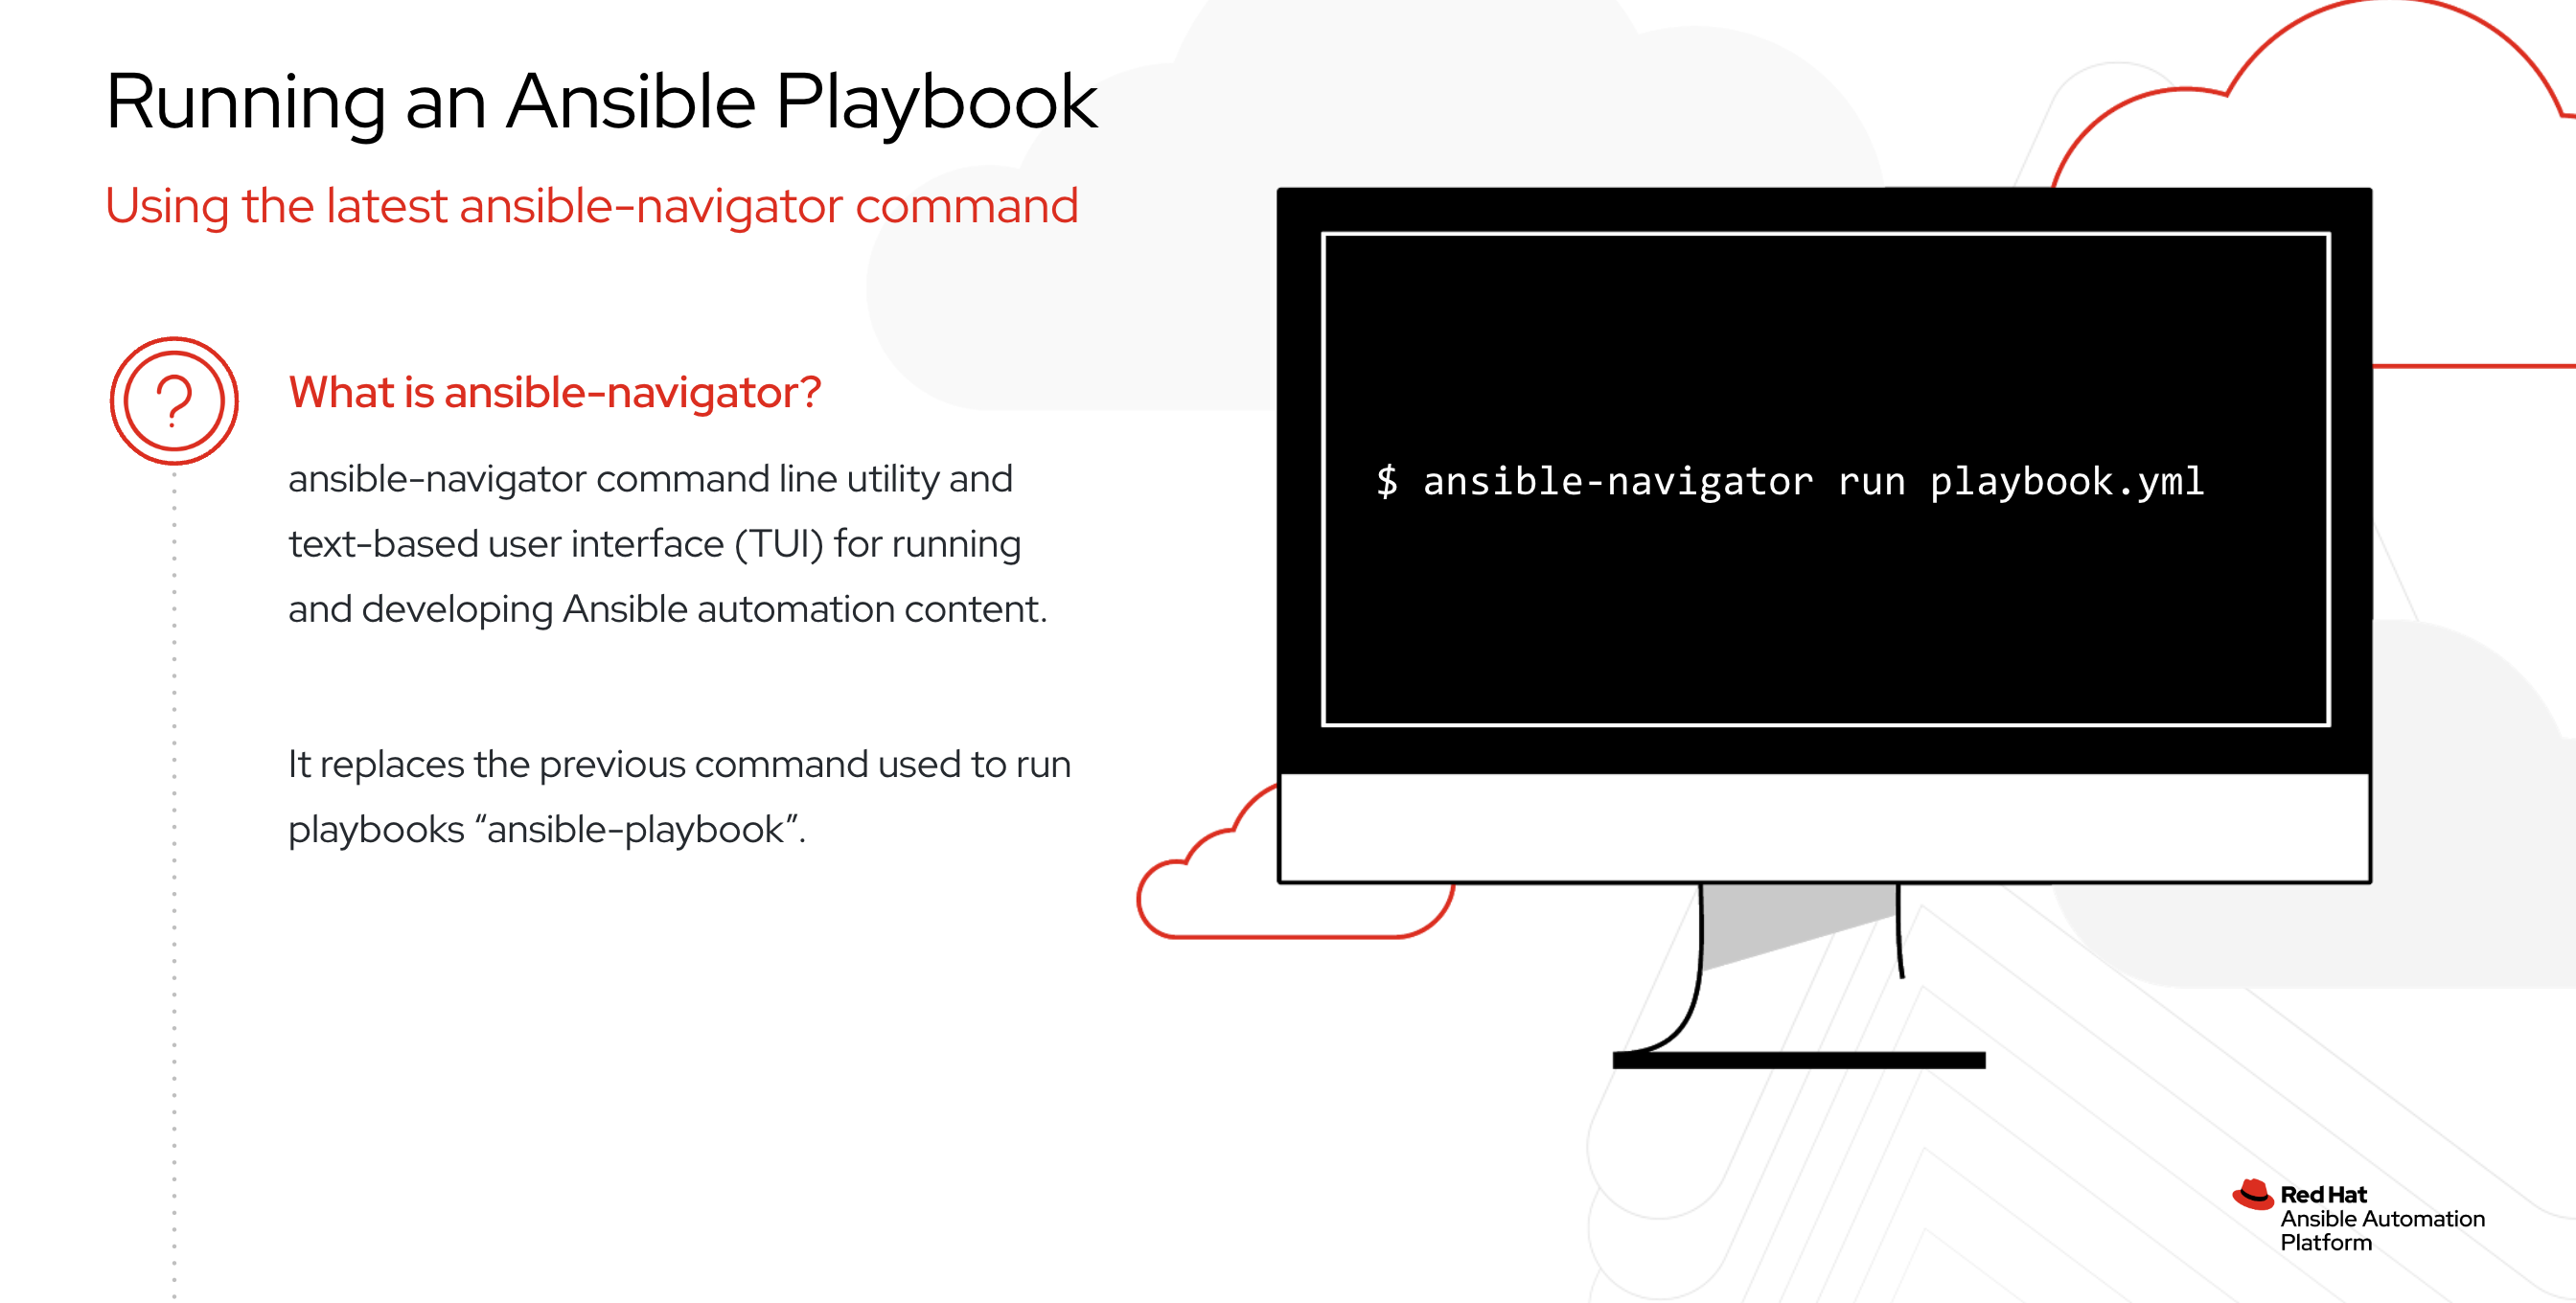 Running an Ansible Playbook
Using the latest ansible-navigator command
?
What is ansible-navigator?
ansible-navigator command line utility and
text-based user interface (TUI) for running
and developing Ansible automation content.
It replaces the previous command used to run
playbooks “ansible-playbook”.
$ ansible-navigator run playbook.yml
Red Hat
Ansible Automation
Platform